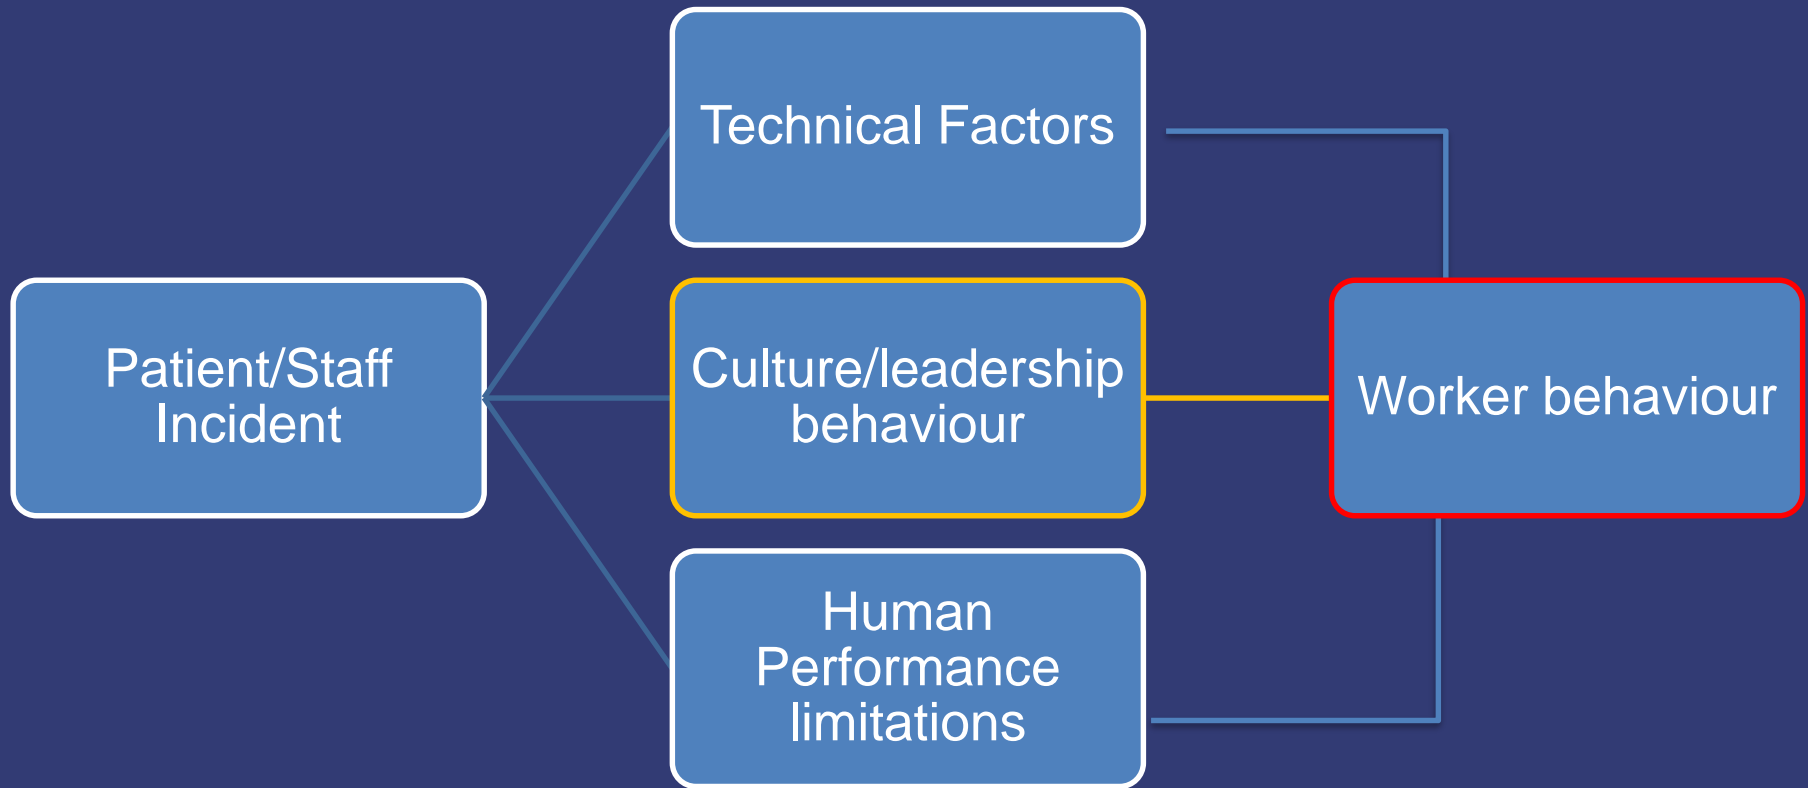 Technical Factors
Patient/Staff
Incident
Culture/leadership
behaviour
Worker behaviour
Human
Performance
limitations